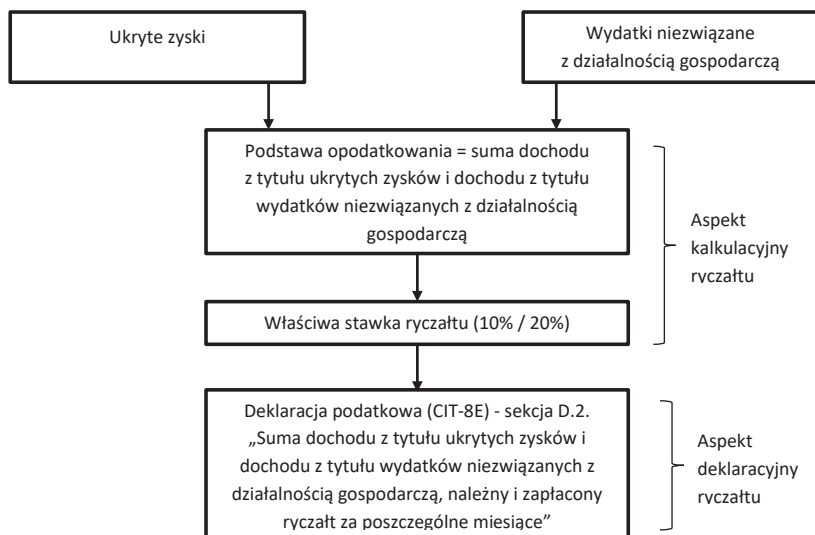 Ukryte zyski
Wydatki niezwiązane
z działalnością gospodarczą
Podstawa opodatkowania = suma dochodu
z tytułu ukrytych zysków i dochodu z tytułu
wydatków niezwiązanych z działalnością
gospodarczą
Aspekt
kalkulacyjny
ryczałtu
Właściwa stawka ryczałtu (10% / 20%)
Deklaracja podatkowa (CIT-8E) - sekcja D.2.
„Suma dochodu z tytułu ukrytych zysków i
dochodu z tytułu wydatków niezwiązanych z
działalnością gospodarczą, należny i zapłacony
ryczałt za poszczególne miesiące”
Aspekt
deklaracyjny
ryczałtu